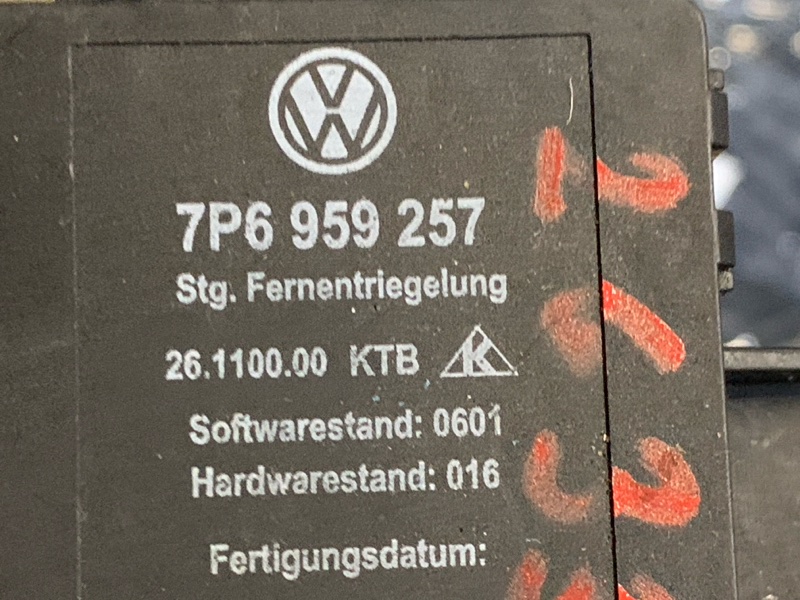 7P6 959 257
Stg. Fernentriegelung
26.1100.00 KTB K
Softwarestand: 0601
Hardwarestand: 016
Fertigungsdatum: